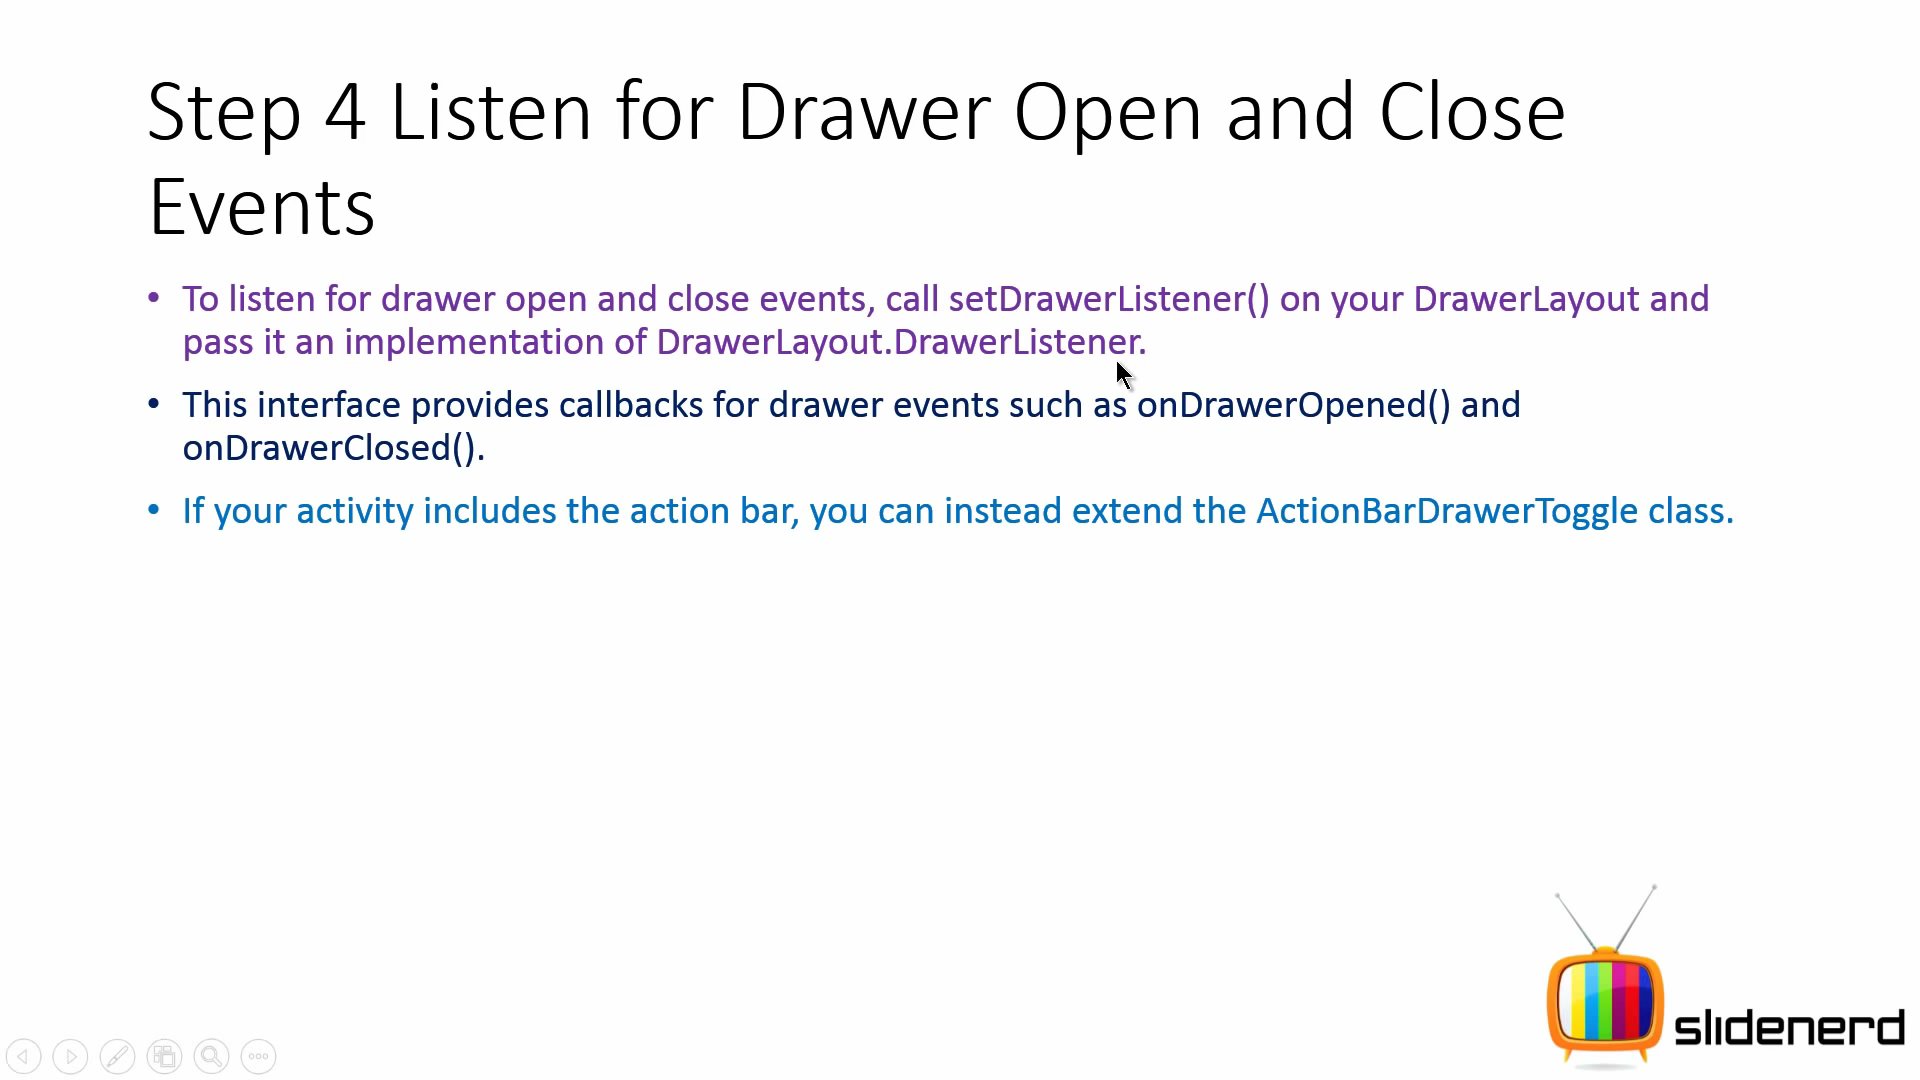 Step 4 Listen for Drawer Open and Close
Events
• To listen for drawer open and close events, call setDrawerListener() on your DrawerLayout and
pass it an implementation of DrawerLayout.DrawerListener.
• This interface provides callbacks for drawer events such as onDrawerOpened() and
onDrawerClosed().
• If your activity includes the action bar, you can instead extend the ActionBarDrawerToggle class.
slidenerd